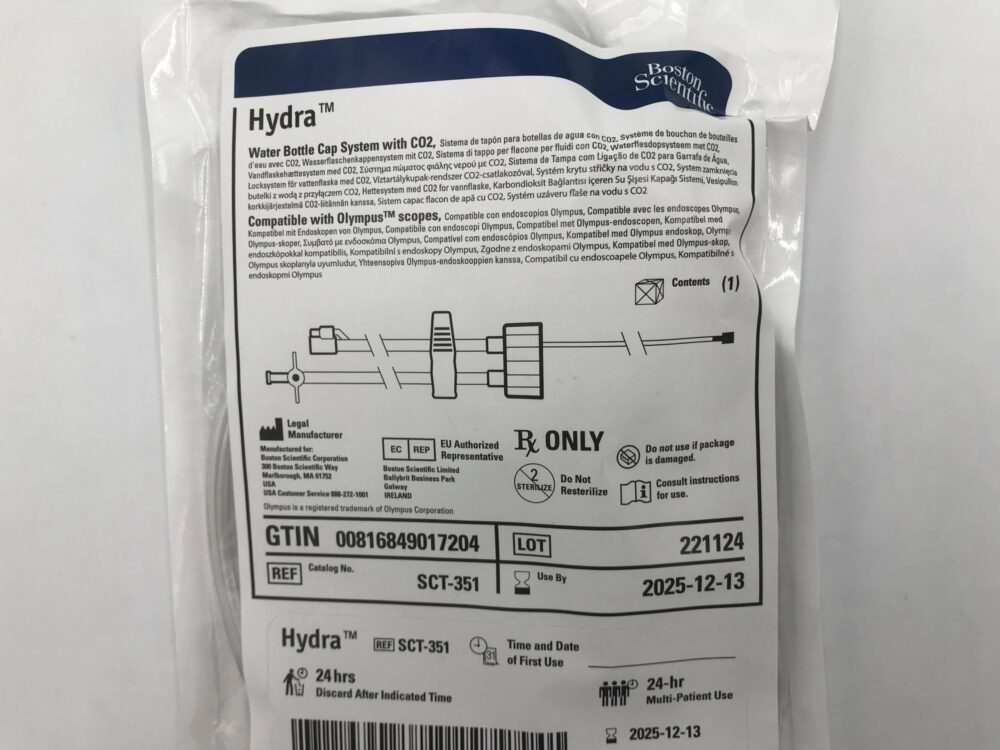 Boston
Scientific
Hydra™
Water Bottle Cap System with CO2, Sistema de tapón para botellas de agua con CO2, Système de bouchon de bouteilles
d'eau avec CO2, Wasserflaschenkappensystem mit CO2, Sistema di tappo per flacone per fluidi con CO2, Waterflesdopsysteem met CO2,
Vandflaskehættesystem med CO2, Σύστημα πώματος φιάλης νερού με CO2, Sistema de Tampa com Ligação de CO2 para Garrafa de Água,
Locksystem för vattenflaska med CO2, Víztartálykupak-rendszer CO2-csatlakozóval, Systém krytu stříčky na vodu s CO2, System zamknięcia
butelki z wodą z przyłączem CO2, Hettesystem med CO2 for vannflaske, Karbondioksit Bağlantısı içeren Su Şişesi Kapağı Sistemi, Vesipullon
korkkijärjestelmä CO2-liitännän kanssa, Sistem capac flacon de apă cu CO2, Systém uzáveru fľaše na vodu s CO2
Compatible with Olympus™ scopes, Compatible con endoscopios Olympus, Compatible avec les endoscopes Olympus,
Kompatibel mit Endoskopen von Olympus, Compatibile con endoscopi Olympus, Compatibel met Olympus-endoscopen, Kompatibel med
Olympus-skoper, Συμβατό με ενδοσκόπια Olympus, Compatível com endoscópios Olympus, Kompatibel med Olympus endoskop, Olymp
endoszkópokkal kompatibilis, Kompatibilní s endoskopy Olympus, Zgodne z endoskopami Olympus, Kompatibel med Olympus-skop,
Olympus skoplarıyla uyumludur, Yhteensopiva Olympus-endoskooppien kanssa, Compatibil cu endoscoapele Olympus, Kompatibilné s
endoskopmi Olympus
Contents (1)
Legal
Manufacturer
Manufactured for:
Boston Scientific Corporation
300 Boston Scientific Way
Marlborough, MA 01752
USA
USA Customer Service 888-272-1001
EC REP
EU Authorized
Representative
Boston Scientific Limited
Ballybrit Business Park
Galway
IRELAND
Rx ONLY
2
STERILIZE
Do Not
Resterilize
Do not use if package
is damaged.
Consult instructions
for use.
Olympus is a registered trademark of Olympus Corporation
GTIN 00816849017204
LOT 221124
REF Catalog No. SCT-351
Use By 2025-12-13
Hydra™ REF SCT-351
31
Time and Date
of First Use
24 hrs
Discard After Indicated Time
24-hr
Multi-Patient Use
2025-12-13